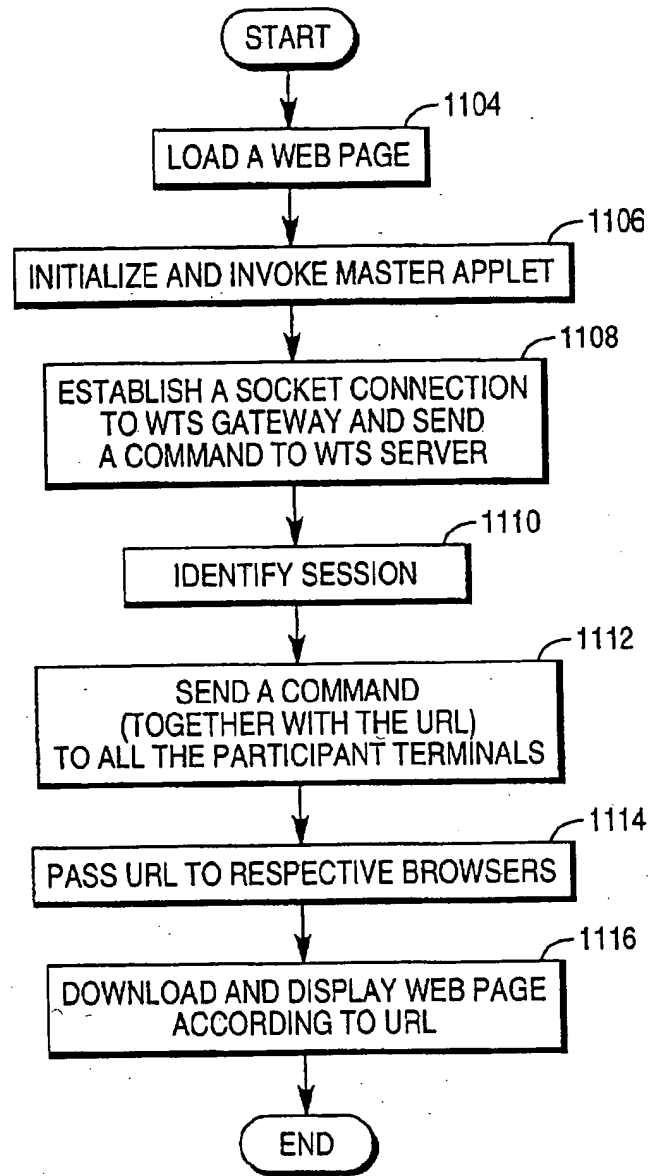 START
1104
LOAD A WEB PAGE
1106
INITIALIZE AND INVOKE MASTER APPLET
1108
ESTABLISH A SOCKET CONNECTION
TO WTS GATEWAY AND SEND
A COMMAND TO WTS SERVER
1110
IDENTIFY SESSION
1112
SEND A COMMAND
(TOGETHER WITH THE URL)
TO ALL THE PARTICIPANT TERMINALS
1114
PASS URL TO RESPECTIVE BROWSERS
1116
DOWNLOAD AND DISPLAY WEB PAGE
ACCORDING TO URL
END